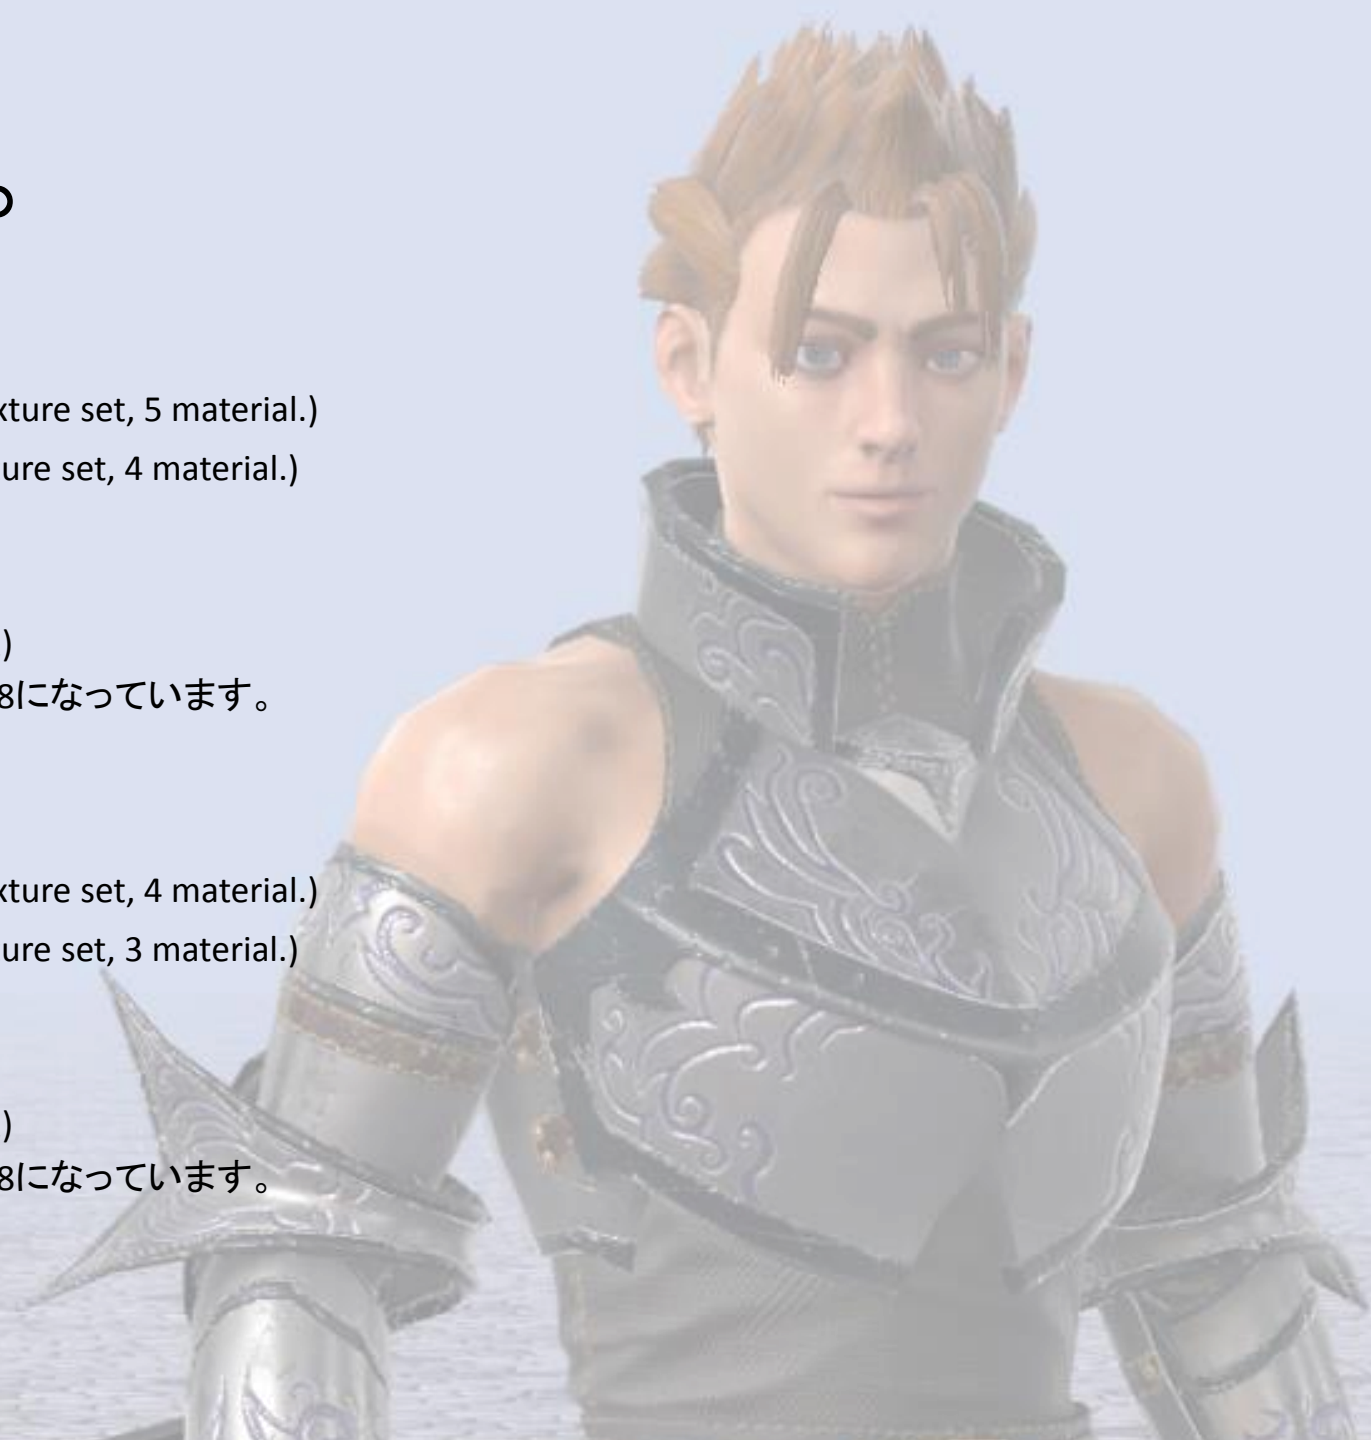 xture set, 5 material.)
ure set, 4 material.)
)
8になっています。
xture set, 4 material.)
ure set, 3 material.)
)
8になっています。